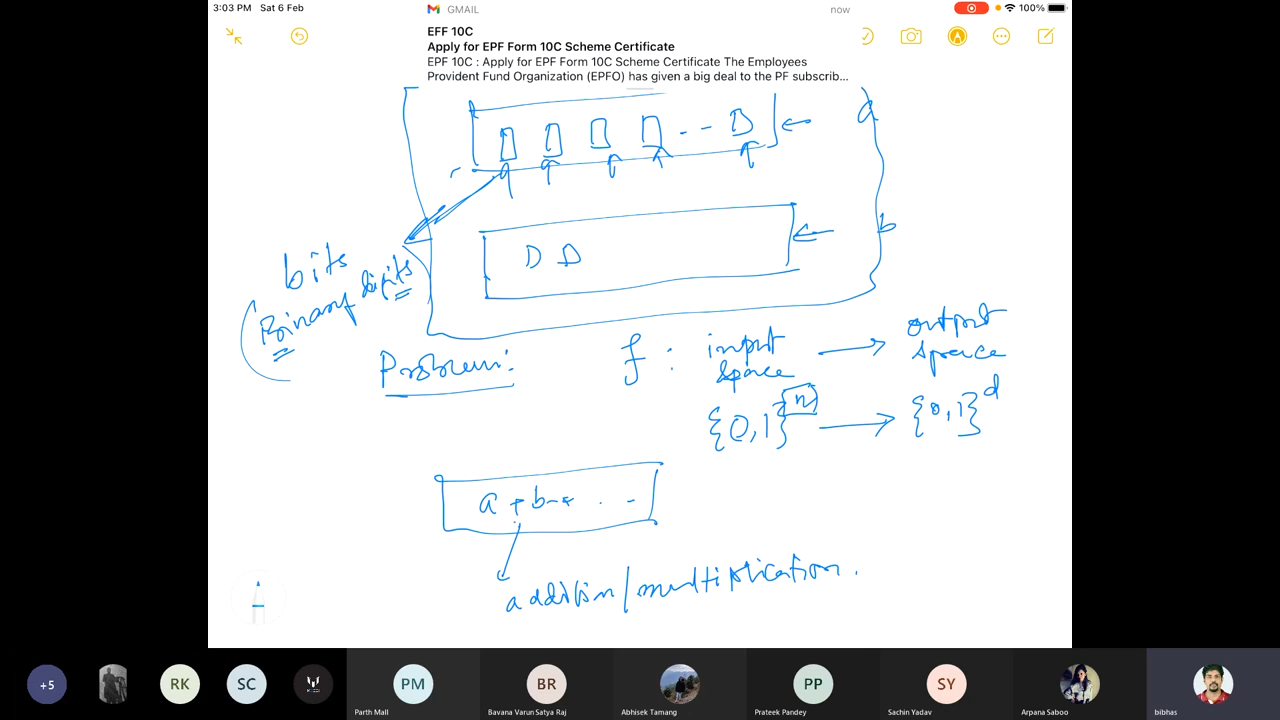 3:03 PM Sat 6 Feb
100%
GMAIL
now
EFF 10C
Apply for EPF Form 10C Scheme Certificate
EPF 10C : Apply for EPF Form 10C Scheme Certificate The Employees
Provident Fund Organization (EPFO) has given a big deal to the PF subscrib...
a
b
bits
Binary digits
Problem:
f : input space → output space
{0,1}^n → {0,1}^d
a + b
addition/multiplication.
+5
RK
SC
PM
BR
PP
SY
Parth Mall
Bavana Varun Satya Raj
Abhisek Tamang
Prateek Pandey
Sachin Yadav
Arpana Saboo
bibhas